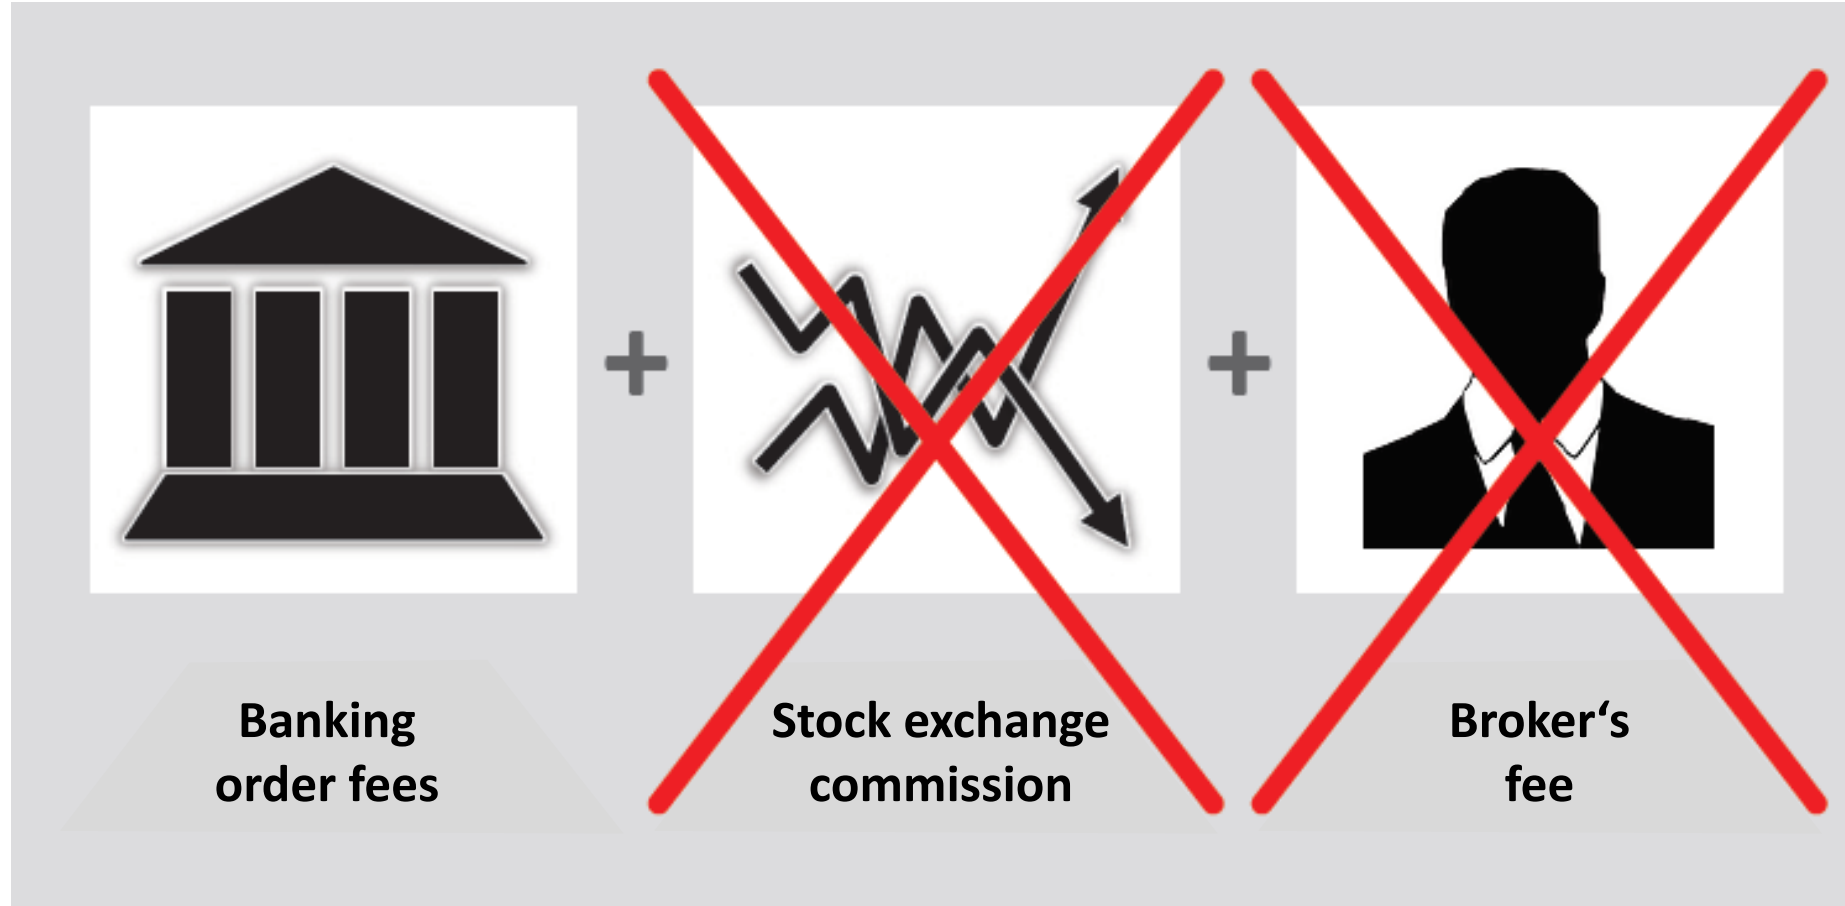 Banking
order fees
+
Stock exchange
commission
+
Broker‘s
fee